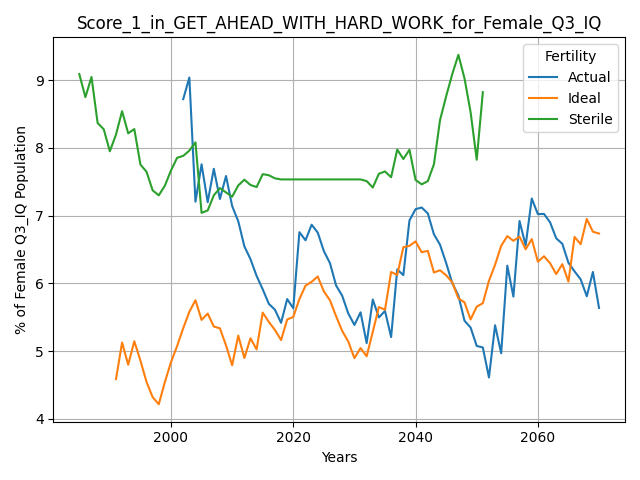 Score_1_in_GET_AHEAD_WITH_HARD_WORK_for_Female_Q3_IQ
Fertility
Actual
Ideal
Sterile
% of Female Q3_IQ Population
9
8
7
6
5
4
2000
2020
2040
2060
Years